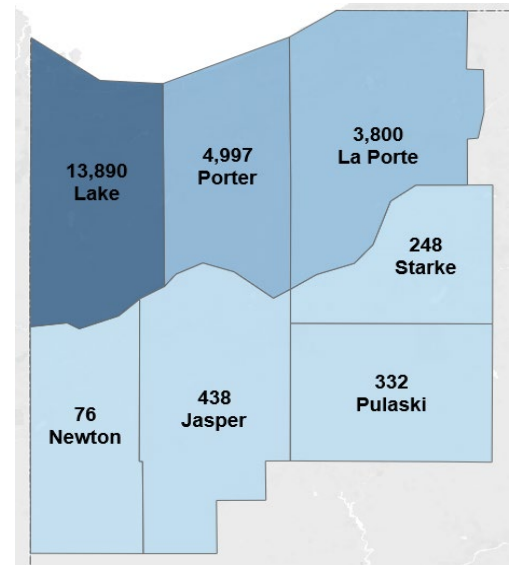 13,890
Lake
4,997
Porter
3,800
La Porte
248
Starke
76
Newton
438
Jasper
332
Pulaski